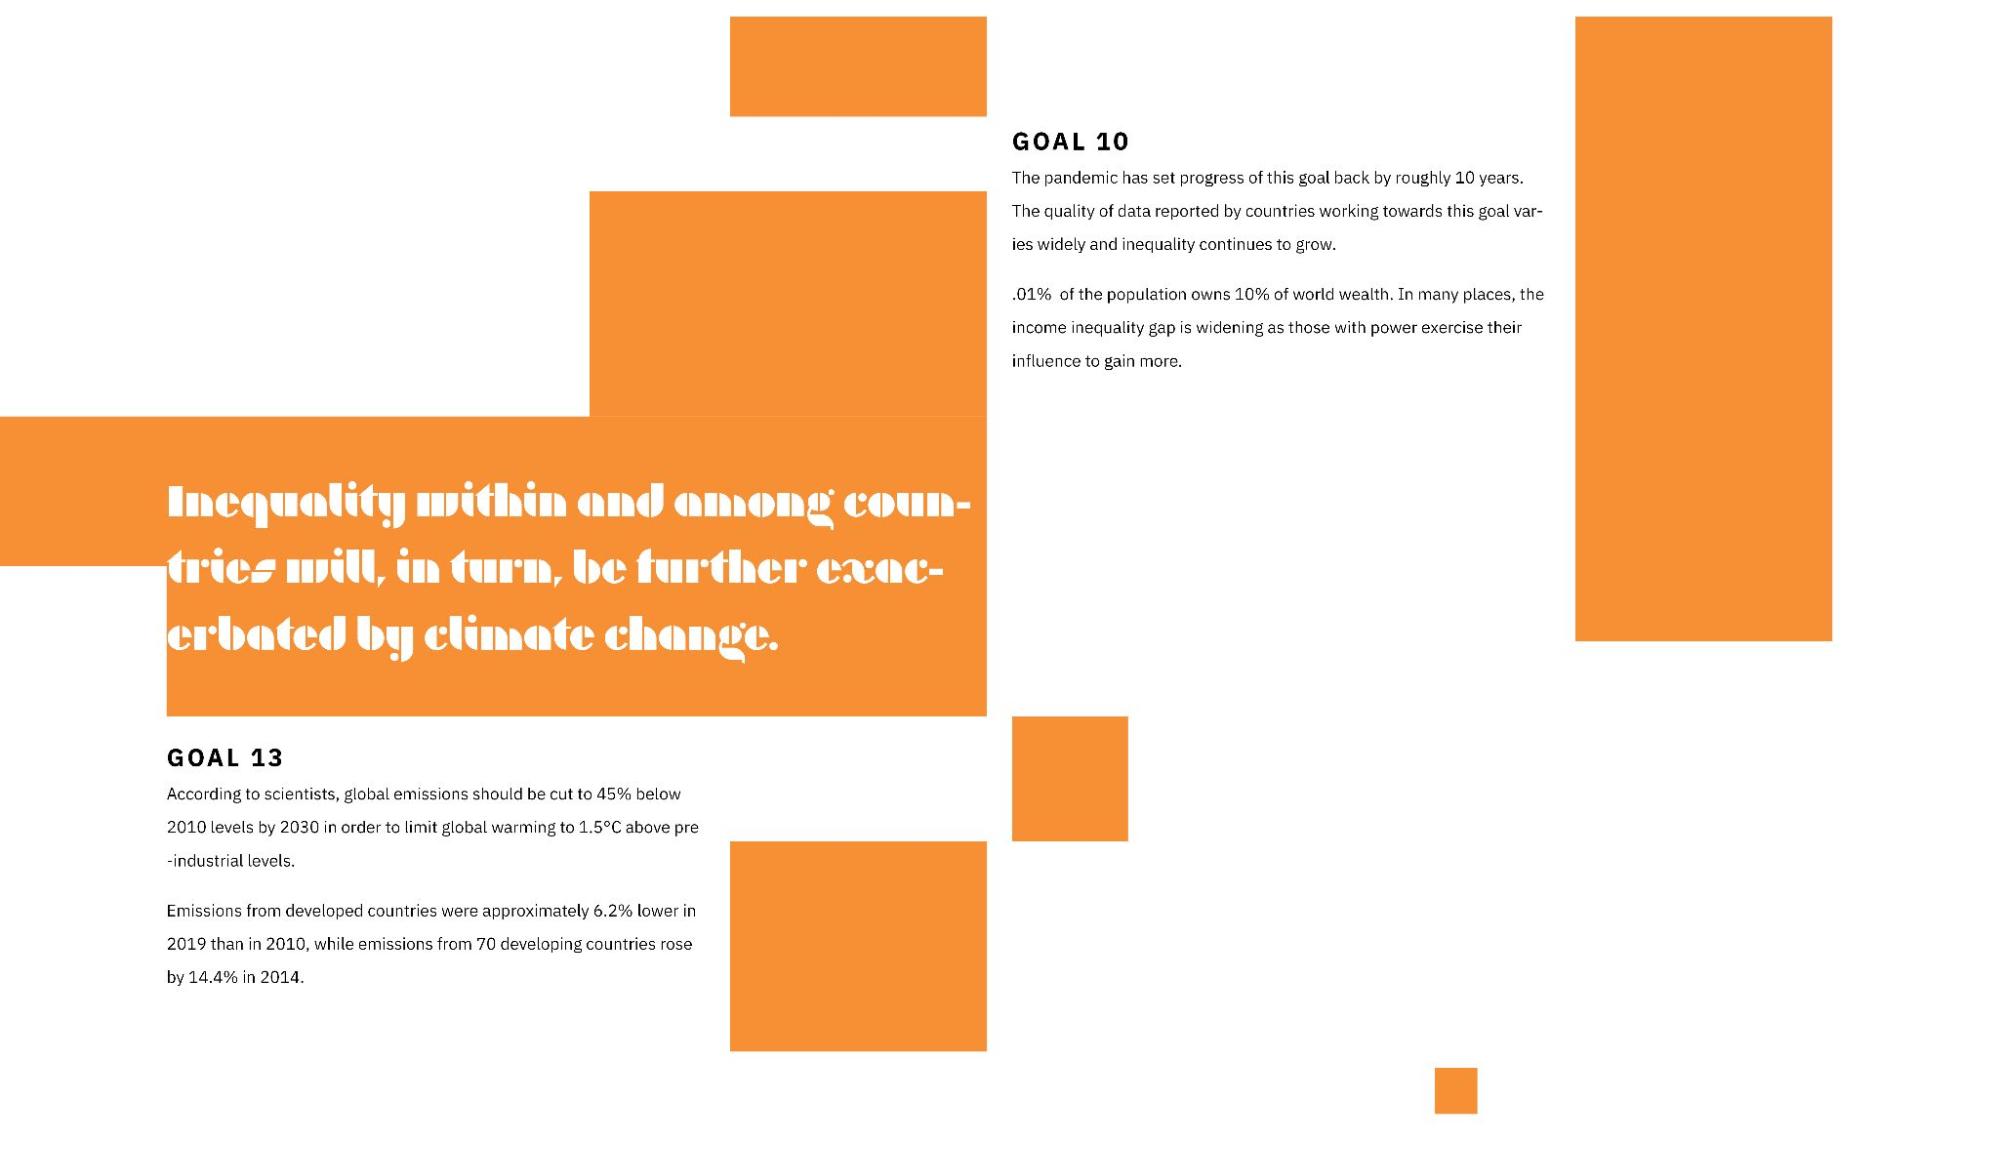 Inequality within and among coun-
tries will, in turn, be further exac-
erbated by climate change.
GOAL 13
According to scientists, global emissions should be cut to 45% below
2010 levels by 2030 in order to limit global warming to 1.5°C above pre
-industrial levels.
Emissions from developed countries were approximately 6.2% lower in
2019 than in 2010, while emissions from 70 developing countries rose
by 14.4% in 2014.
GOAL 10
The pandemic has set progress of this goal back by roughly 10 years.
The quality of data reported by countries working towards this goal var-
ies widely and inequality continues to grow.
.01%  of the population owns 10% of world wealth. In many places, the
income inequality gap is widening as those with power exercise their
influence to gain more.